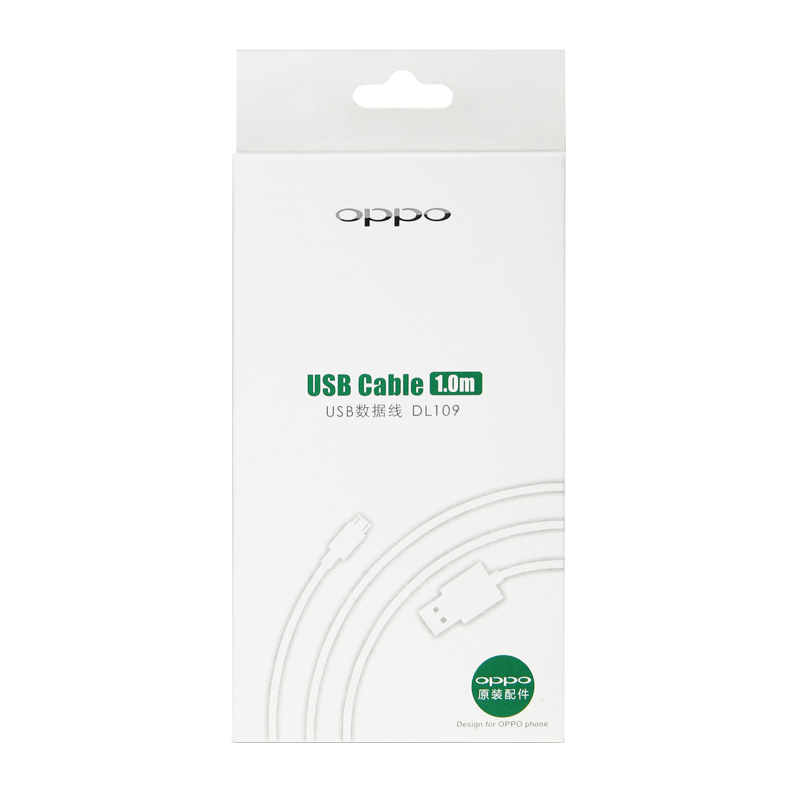 oppo
USB Cable 1.0m
USB数据线 DL109
oppo
原装配件
Design for OPPO phone